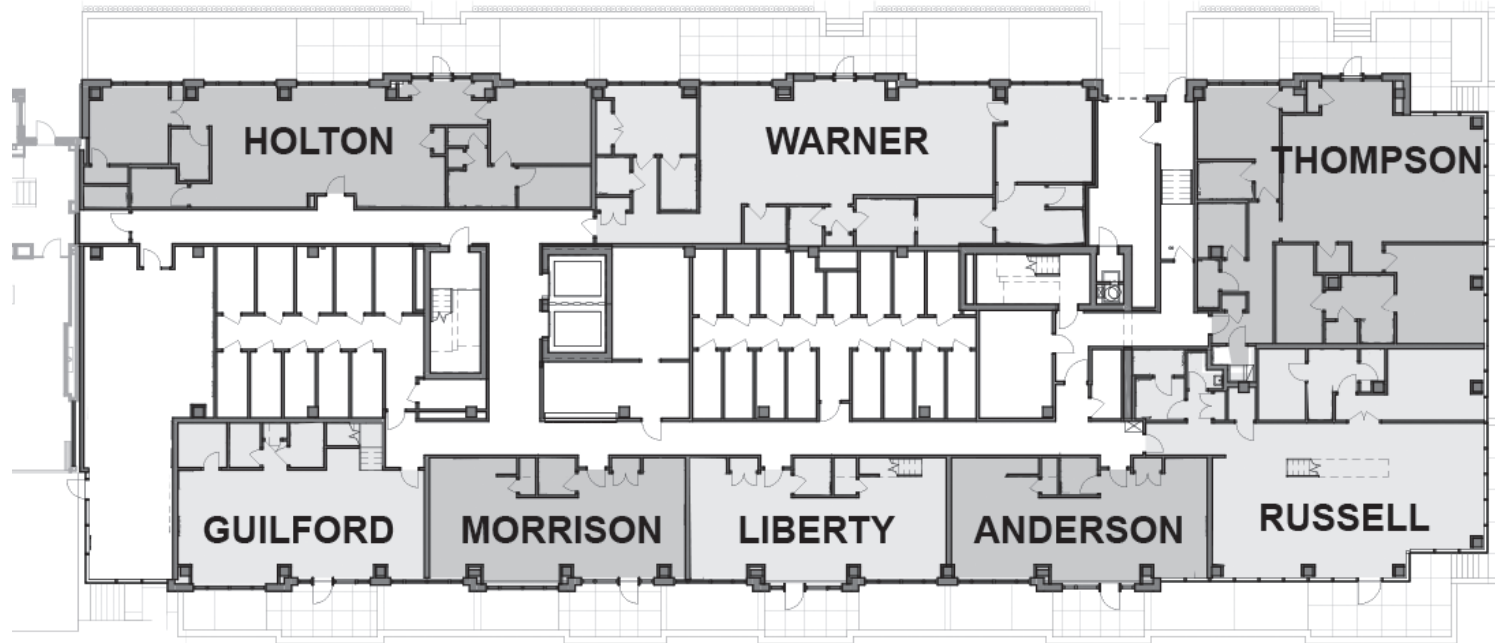 HOLTON
WARNER
THOMPSON
GUILFORD
MORRISON
LIBERTY
ANDERSON
RUSSELL